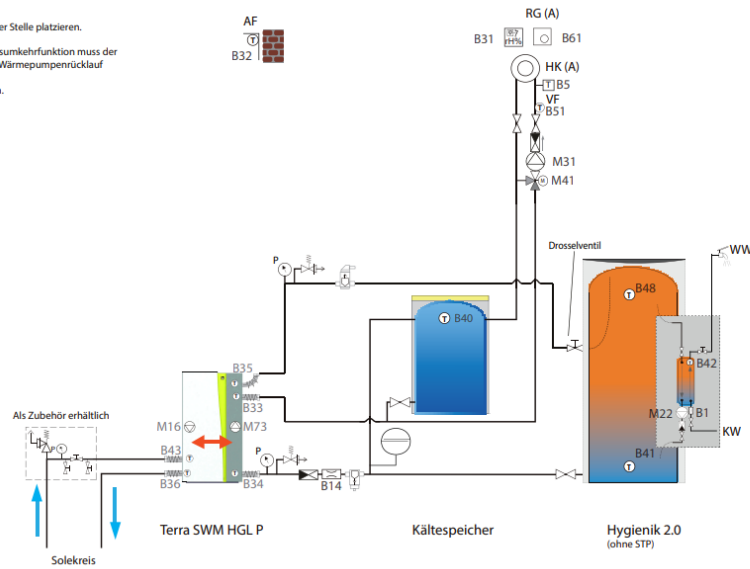 er Stelle platzieren.
sumkehrfunktion muss der
Wärmepumpenrücklauf
n.
AF
B32
RG (A)
B31
rH%
B61
HK (A)
T B5
VF
T
B51
M31
M41
M
P
Drosselventil
WW
T B48
T B40
T
B42
B35
B33
M16
M73
Als Zubehör erhältlich
P
B43
B36
B34
P
B14
M22
B1
KW
B41
T
Terra SWM HGL P
Kältespeicher
Hygienik 2.0
(ohne STP)
Solekreis